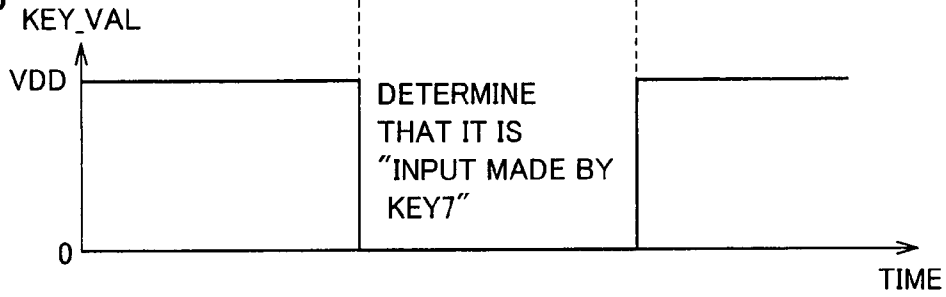 KEY_VAL
VDD
DETERMINE
THAT IT IS
"INPUT MADE BY
KEY7"
0
TIME